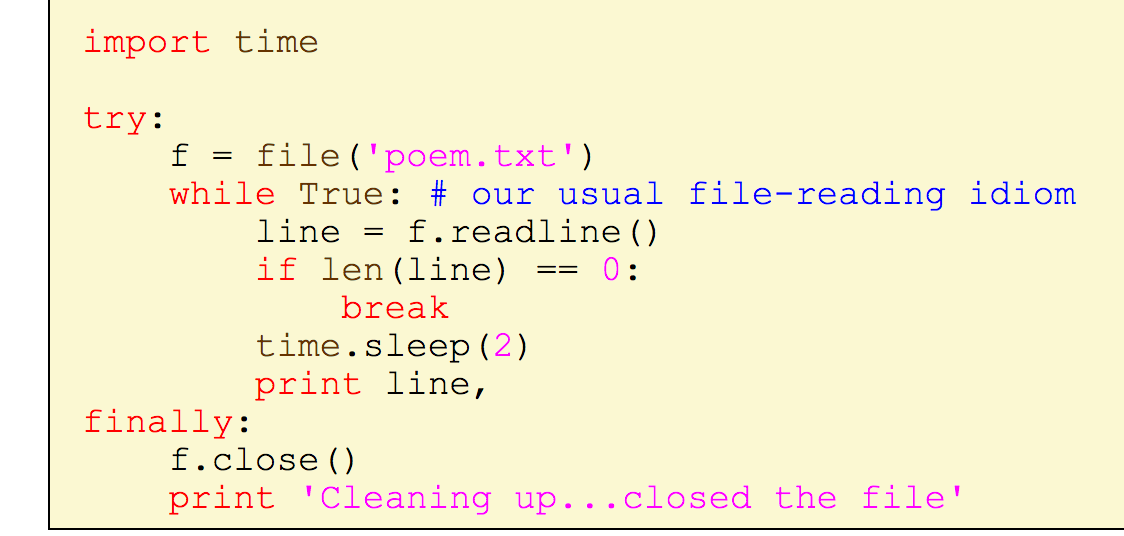 import time

try:
    f = file('poem.txt')
    while True: # our usual file-reading idiom
        line = f.readline()
        if len(line) == 0:
            break
        time.sleep(2)
        print line,
finally:
    f.close()
    print 'Cleaning up...closed the file'